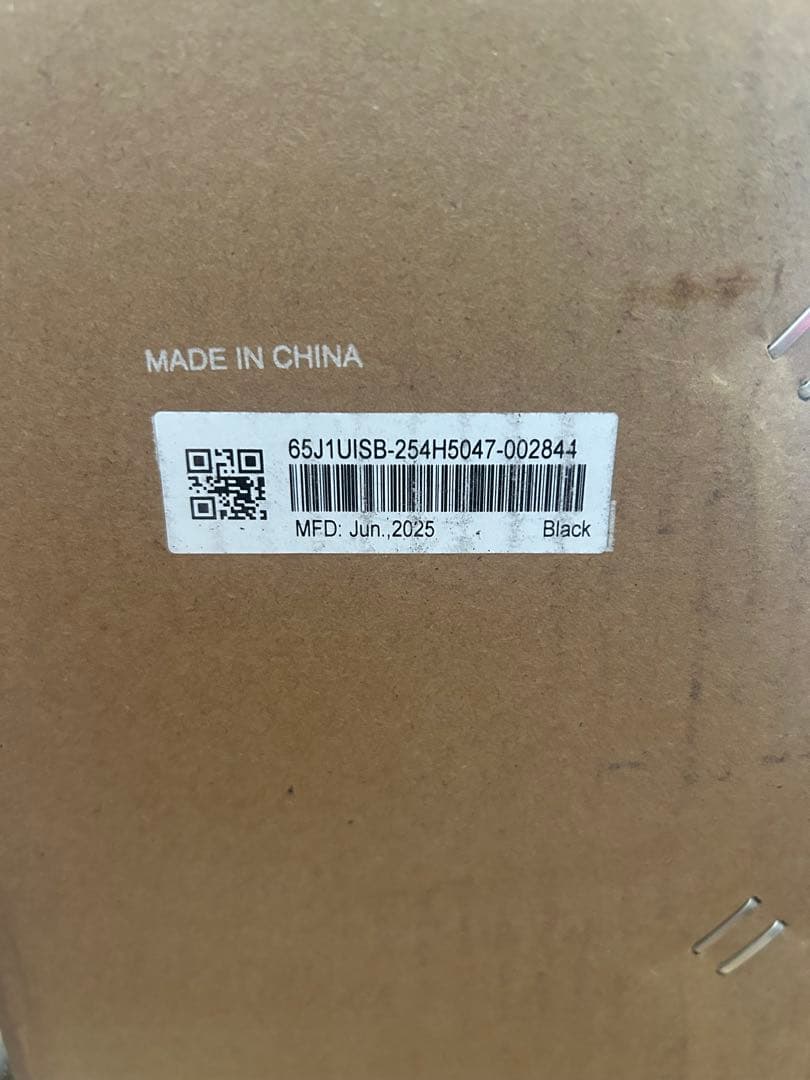 MADE IN CHINA
65J1UISB-254H5047-002844
MFD: Jun.,2025
Black